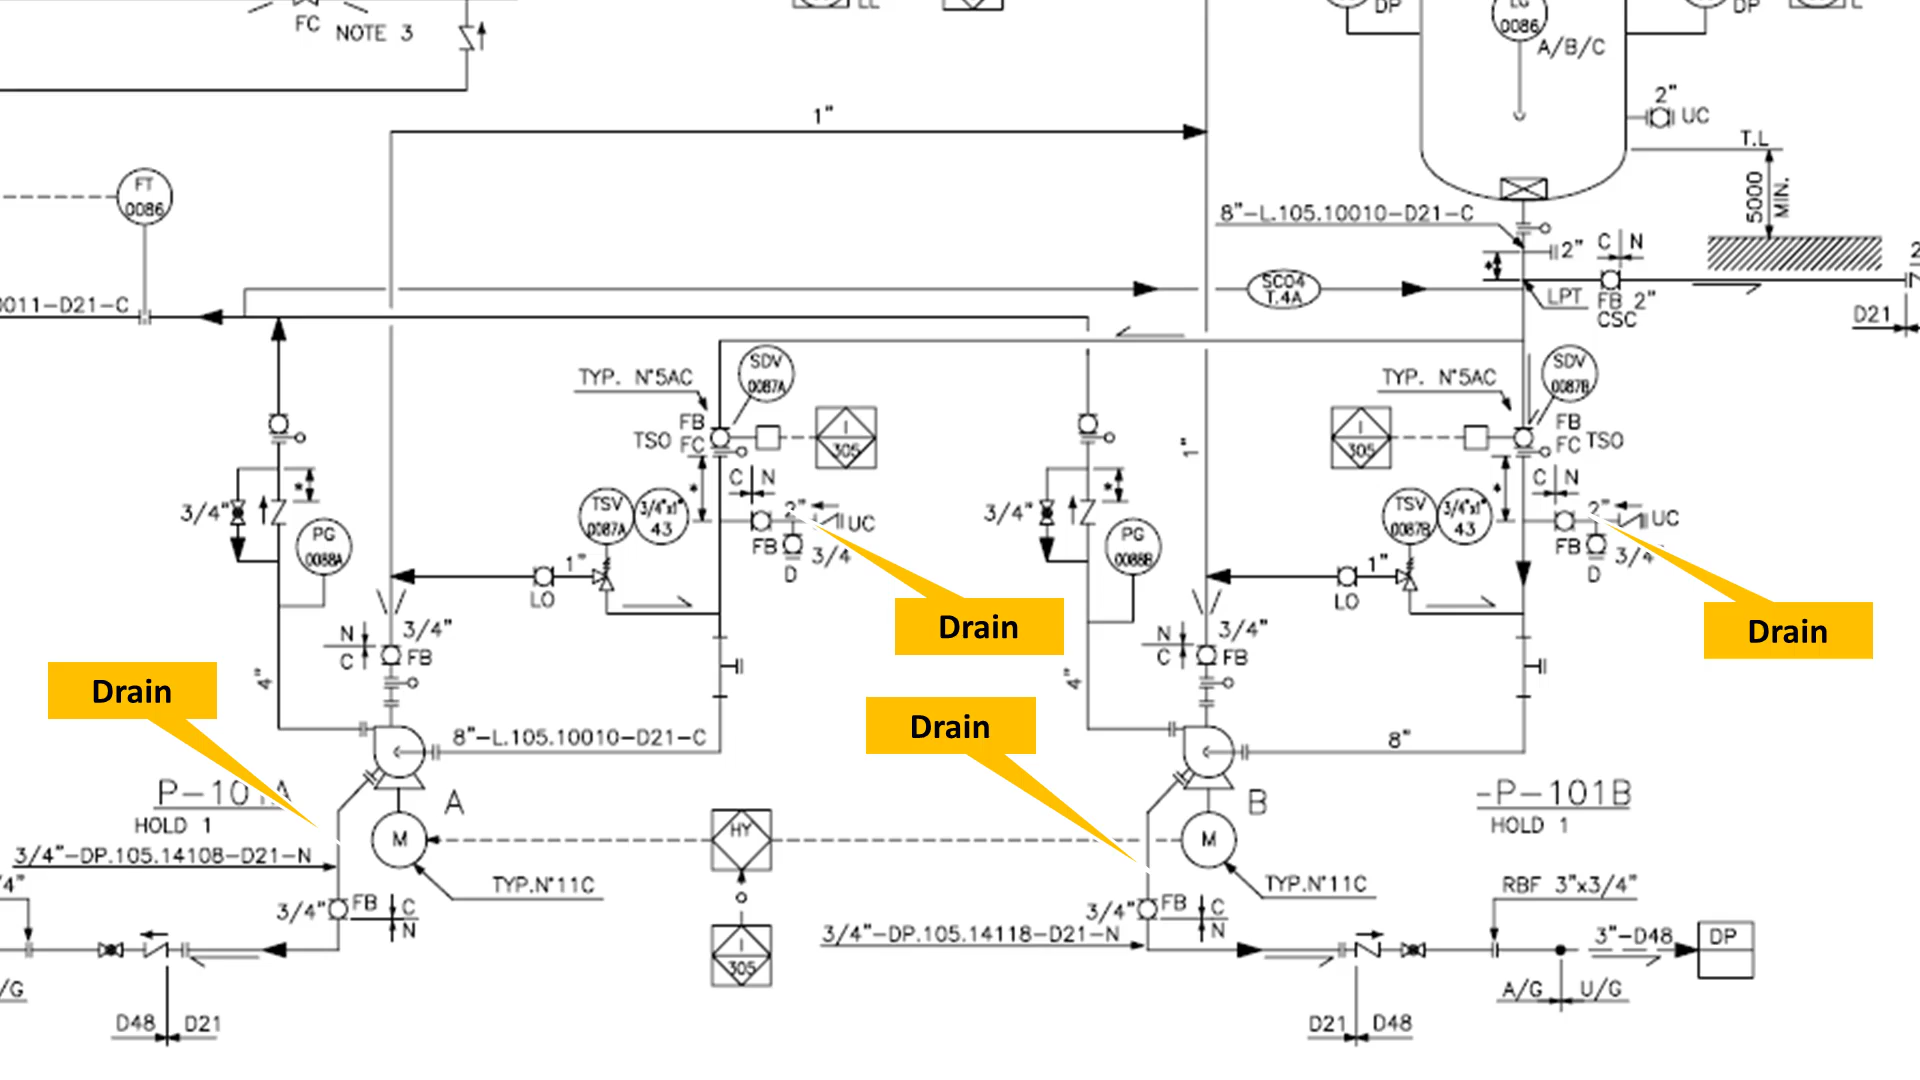 FC NOTE 3
DP
0086
A/B/C
DP
2" UC
T.L
5000 MIN.
1"
FT
0086
8"-L.105.10010-D21-C
2"
C N
SC04
T.4A
LPT
FB 2"
CSC
D21
0011-D21-C
TYP. N°5AC
SDV
0087A
FB
TSO FC
I
305
C N
*
3/4"
*
PG
0088A
TSV
0087A
3/4"x1"
43
2"
UC
FB
3/4
D
1"
LO
N
C
3/4"
FB
4"
Drain
1"
TYP. N°5AC
SDV
0087B
FB
FC TSO
I
305
C N
*
3/4"
*
PG
0088B
TSV
0087B
3/4"x1"
43
2"
UC
FB
D
1"
LO
N
C
3/4"
FB
4"
*
Drain
Drain
Drain
8"-L.105.10010-D21-C
8"
P-101A
HOLD 1
A
M
HY
B
M
-P-101B
HOLD 1
3/4"-DP.105.14108-D21-N
TYP.N°11C
TYP.N°11C
RBF 3"x3/4"
3/4"
FB
C
N
I
305
3/4"-DP.105.14118-D21-N
3/4"
FB
C
N
3"-D48
DP
/G
A/G
U/G
D48 D21
D21 D48